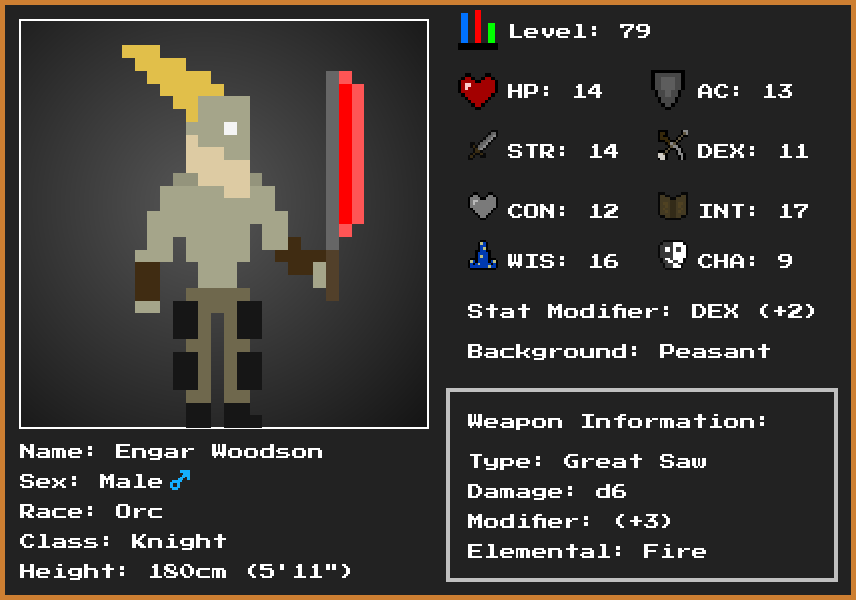 Level: 79
HP: 14
AC: 13
STR: 14
DEX: 11
CON: 12
INT: 17
WIS: 16
CHA: 9
Stat Modifier: DEX (+2)
Background: Peasant
Weapon Information:
Type: Great Saw
Damage: d6
Modifier: (+3)
Elemental: Fire
Name: Engar Woodson
Sex: Male♂
Race: Orc
Class: Knight
Height: 180cm (5'11")